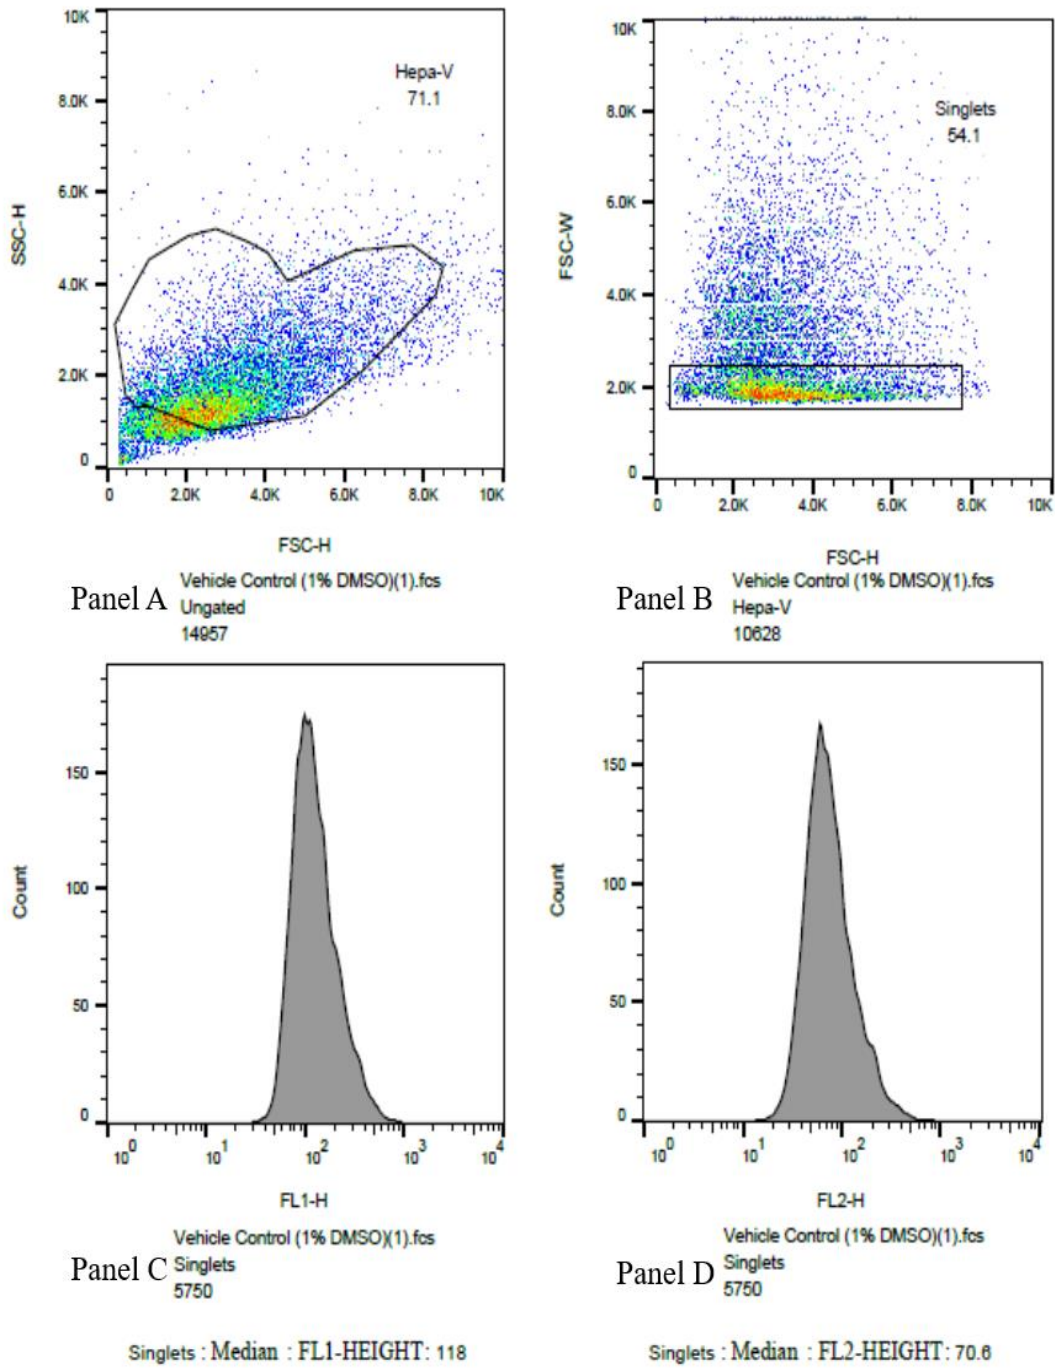 10K
8.0K
6.0K
4.0K
2.0K
0
SSC-H
Hepa-V
71.1
0 2.0K 4.0K 6.0K 8.0K 10K
FSC-H
Panel A
Vehicle Control (1% DMSO)(1).fcs
Ungated
14957
10K
8.0K
6.0K
4.0K
2.0K
0
FSC-W
Singlets
54.1
0 2.0K 4.0K 6.0K 8.0K 10K
FSC-H
Panel B
Vehicle Control (1% DMSO)(1).fcs
Hepa-V
10628
150
100
50
0
Count
10^0 10^1 10^2 10^3 10^4
FL1-H
Panel C
Vehicle Control (1% DMSO)(1).fcs
Singlets
5750
Singlets : Median : FL1-HEIGHT: 118
150
100
50
0
Count
10^0 10^1 10^2 10^3 10^4
FL2-H
Panel D
Vehicle Control (1% DMSO)(1).fcs
Singlets
5750
Singlets : Median : FL2-HEIGHT: 70.6